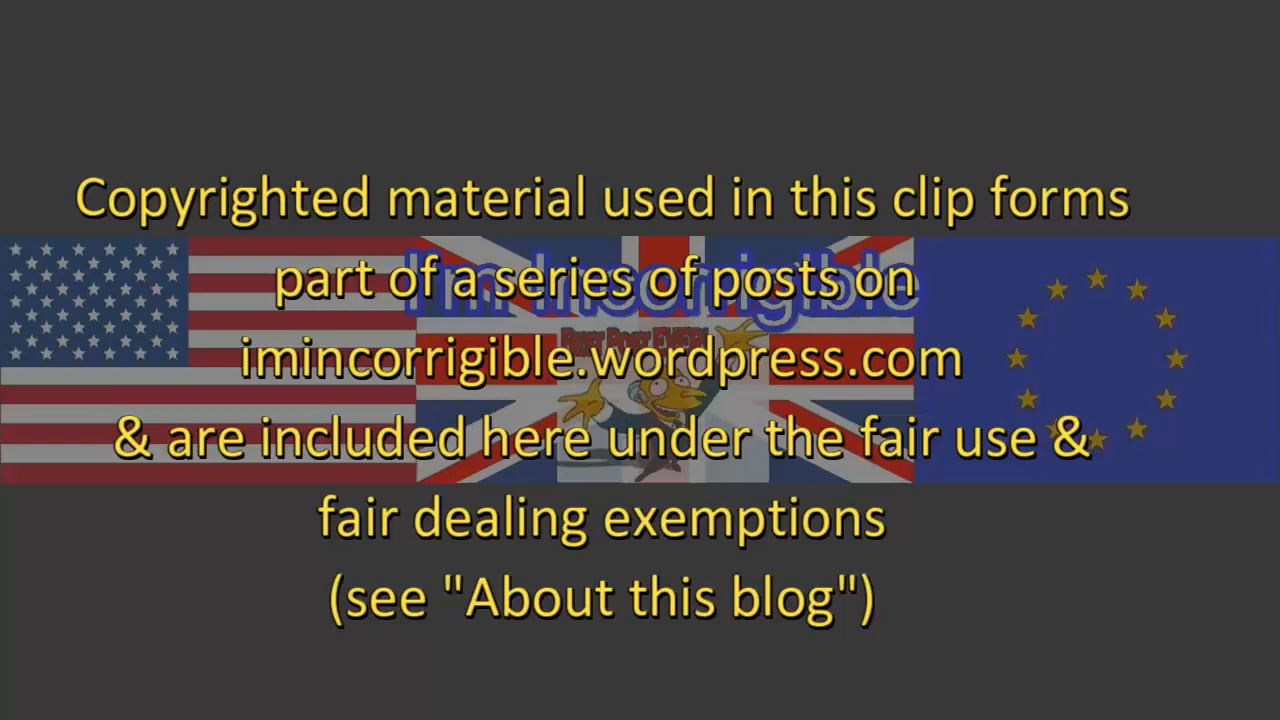 Copyrighted material used in this clip forms
part of a series of posts on
I'm Incorrigible
imincorrigible.wordpress.com
& are included here under the fair use &
fair dealing exemptions
(see "About this blog")